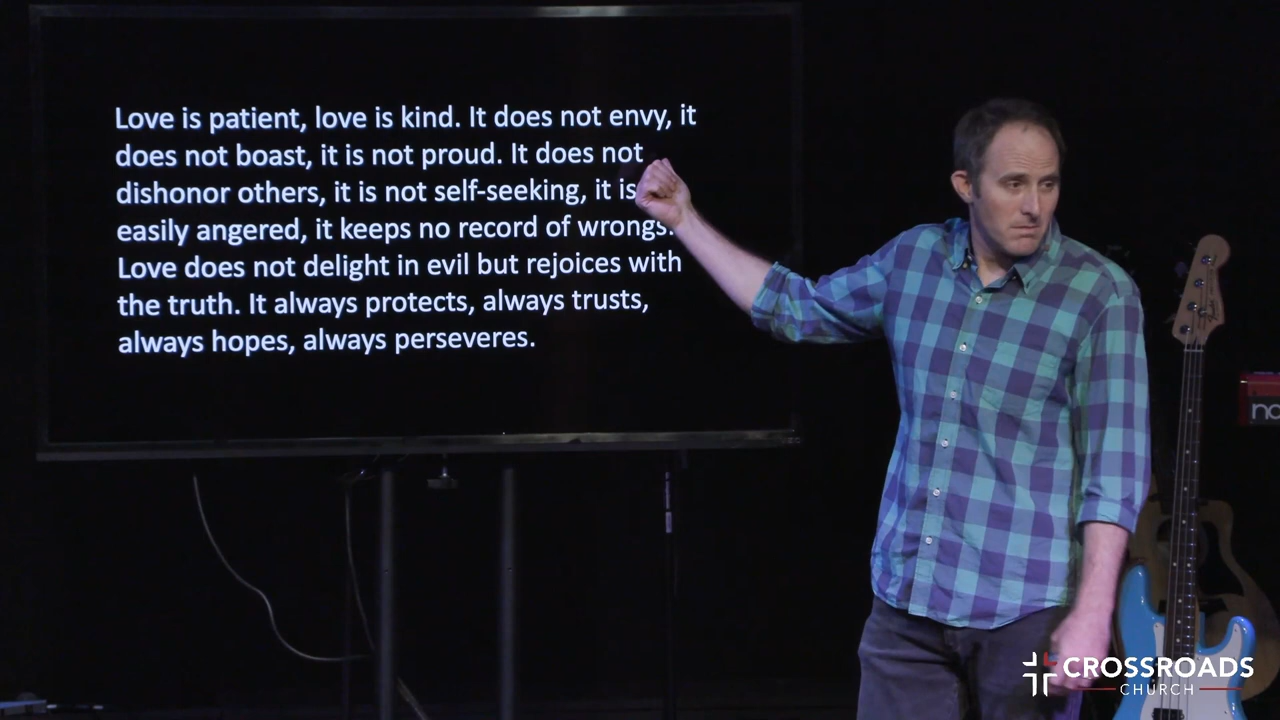 Love is patient, love is kind. It does not envy, it
does not boast, it is not proud. It does not
dishonor others, it is not self-seeking, it is
easily angered, it keeps no record of wrongs.
Love does not delight in evil but rejoices with
the truth. It always protects, always trusts,
always hopes, always perseveres.
CROSSROADS
CHURCH